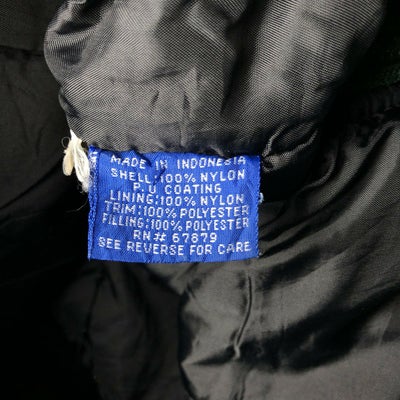 MADE IN INDONESIA
SHELL:100% NYLON
P.U COATING
LINING:100% NYLON
TRIM:100% POLYESTER
FILLING:100% POLYESTER
RN# 67879
SEE REVERSE FOR CARE